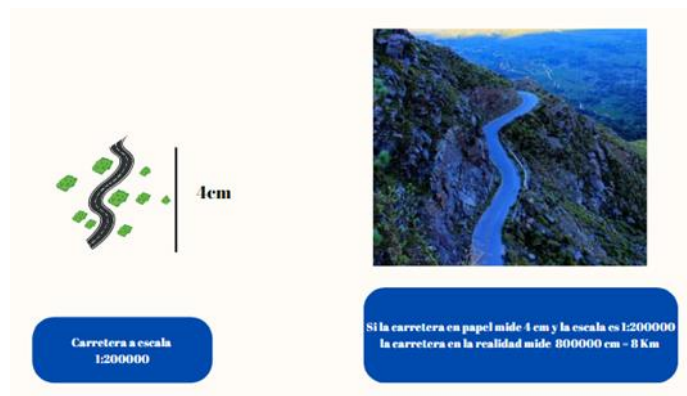 4cm
Carretera a escala
1:200000
Si la carretera en papel mide 4 cm y la escala es 1:200000
la carretera en la realidad mide 800000 cm = 8 Km